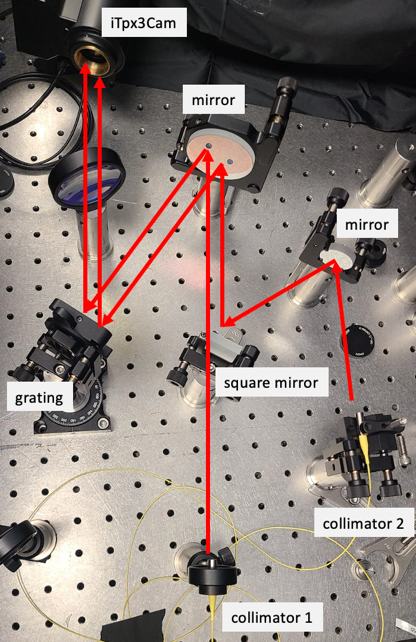 iTpx3Cam
mirror
mirror
square mirror
grating
collimator 2
collimator 1